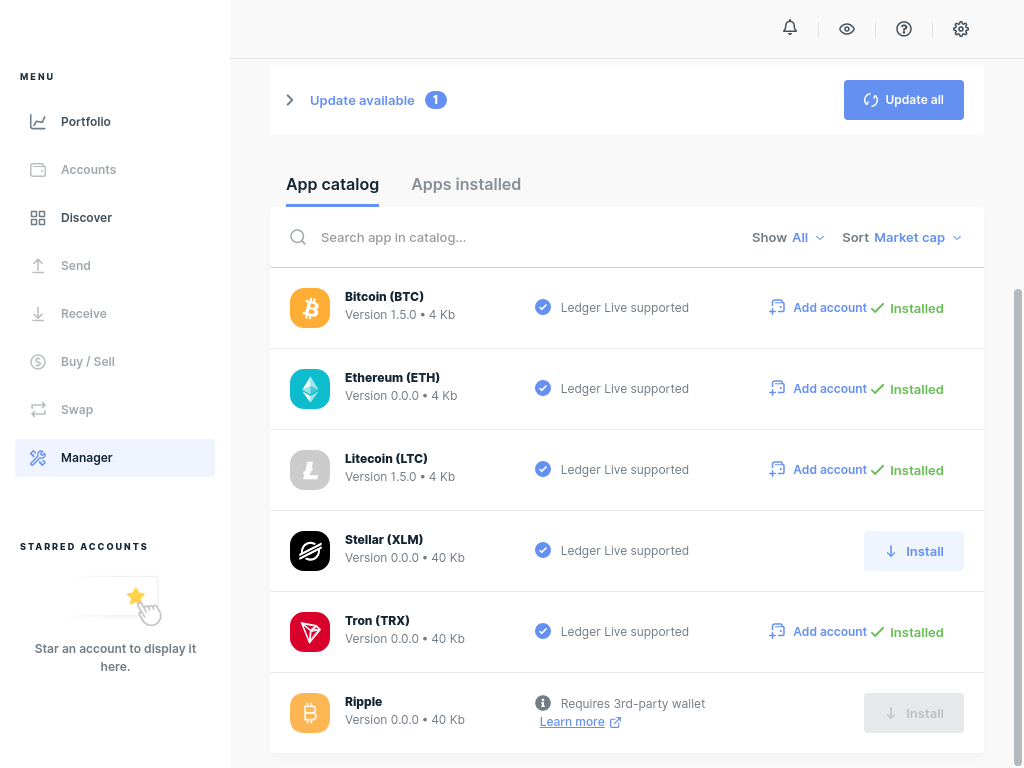 MENU
Portfolio
Accounts
Discover
Send
Receive
Buy / Sell
Swap
Manager
STARRED ACCOUNTS
Star an account to display it
here.
Update available 1
Update all
App catalog Apps installed
Search app in catalog... Show All Sort Market cap
Bitcoin (BTC)
Version 1.5.0 • 4 Kb
Ledger Live supported
Add account Installed
Ethereum (ETH)
Version 0.0.0 • 4 Kb
Ledger Live supported
Add account Installed
Litecoin (LTC)
Version 1.5.0 • 4 Kb
Ledger Live supported
Add account Installed
Stellar (XLM)
Version 0.0.0 • 40 Kb
Ledger Live supported
Install
Tron (TRX)
Version 0.0.0 • 40 Kb
Ledger Live supported
Add account Installed
Ripple
Version 0.0.0 • 40 Kb
Requires 3rd-party wallet
Learn more
Install